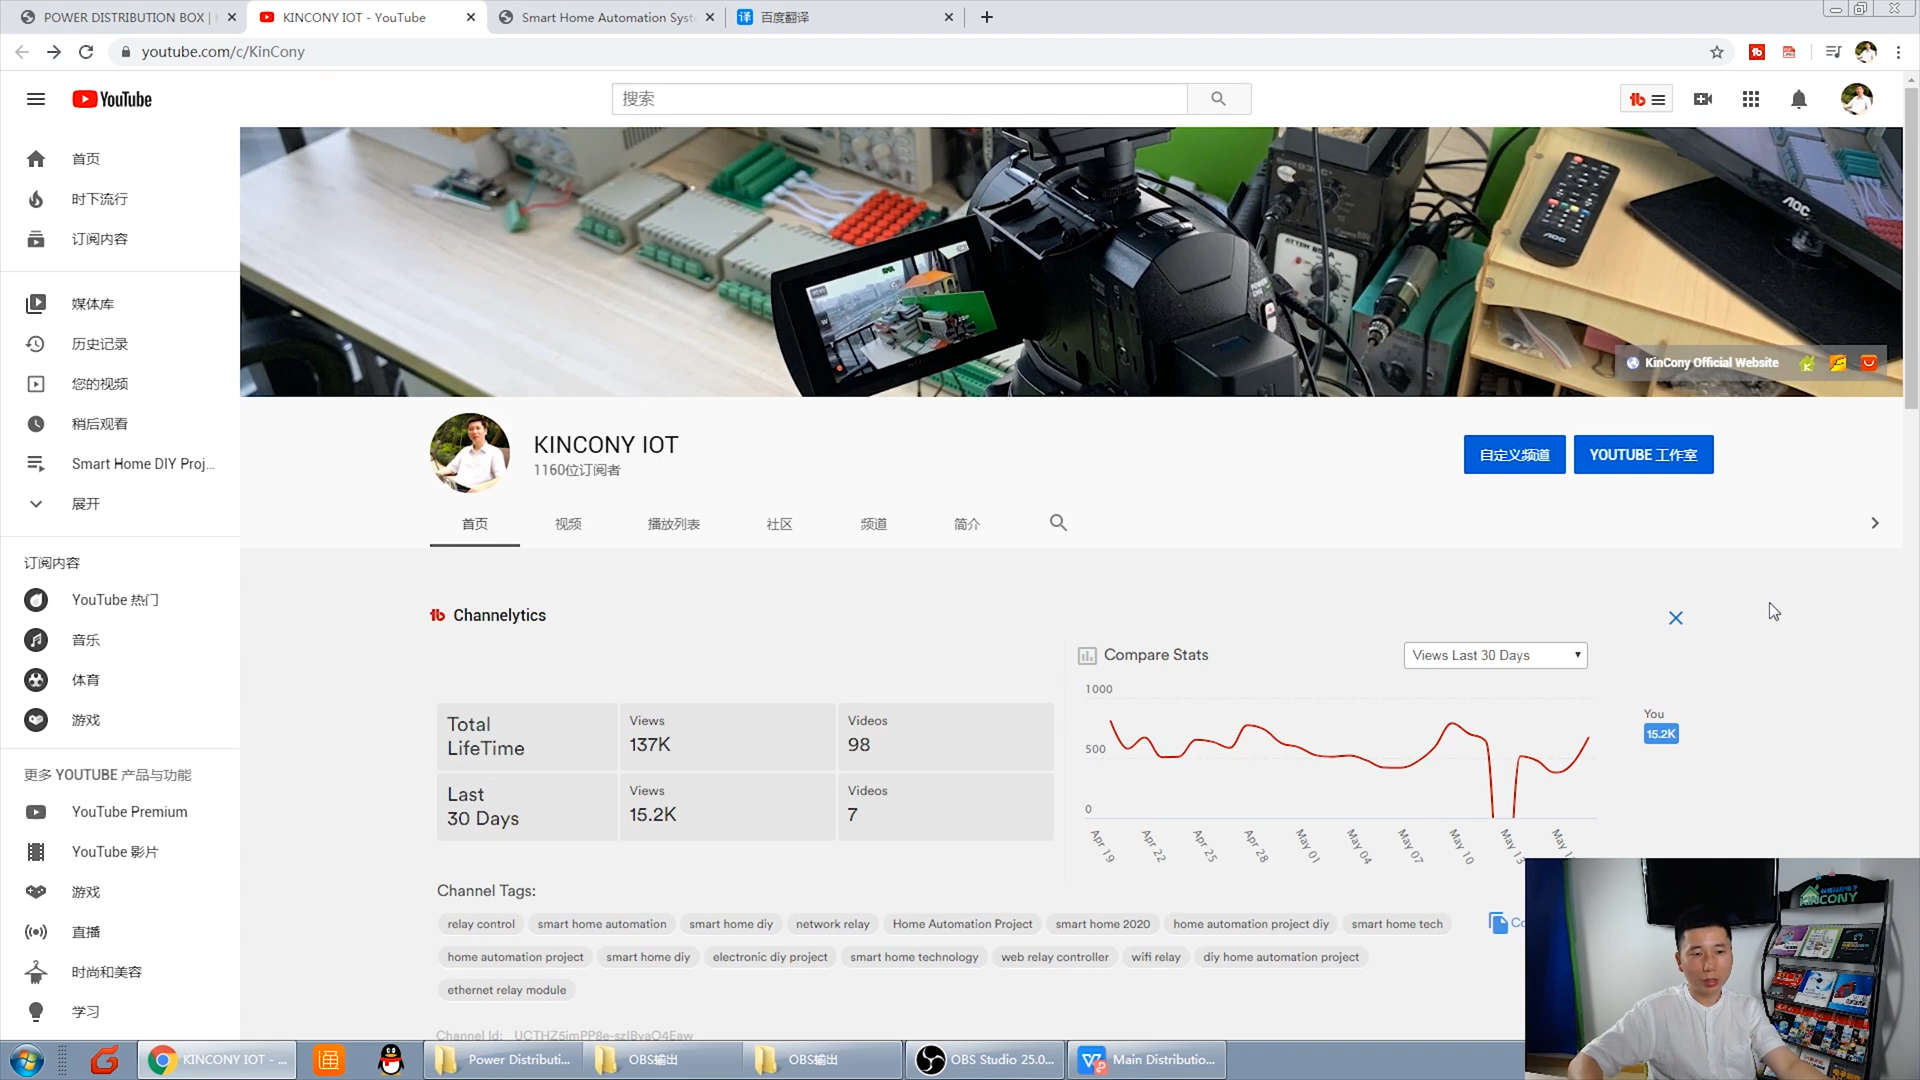 POWER DISTRIBUTION BOX |
KINCONY IOT - YouTube
Smart Home Automation Syst
百度翻译
youtube.com/c/KinCony
YouTube
搜索
首页
时下流行
订阅内容
媒体库
历史记录
您的视频
稍后观看
Smart Home DIY Proj...
展开
订阅内容
YouTube 热门
音乐
体育
游戏
更多 YOUTUBE 产品与功能
YouTube Premium
YouTube 影片
游戏
直播
时尚和美容
学习
AOC
AOC
KinCony Official Website
KINCONY IOT
1160位订阅者
自定义频道
YOUTUBE 工作室
首页
视频
播放列表
社区
频道
简介
Channelytics
Total LifeTime
Views
137K
Videos
98
Last 30 Days
Views
15.2K
Videos
7
Compare Stats
Views Last 30 Days
1000
500
0
Apr 19
Apr 22
Apr 25
Apr 28
May 01
May 04
May 07
May 10
May 13
May 1
You
15.2K
Channel Tags:
relay control
smart home automation
smart home diy
network relay
Home Automation Project
smart home 2020
home automation project diy
smart home tech
home automation project
smart home diy
electronic diy project
smart home technology
web relay controller
wifi relay
diy home automation project
ethernet relay module
Co
Channel Id:
KINCONY
KINCONY IOT - ...
Power Distributi...
OBS输出
OBS输出
OBS Studio 25.0...
Main Distributio...